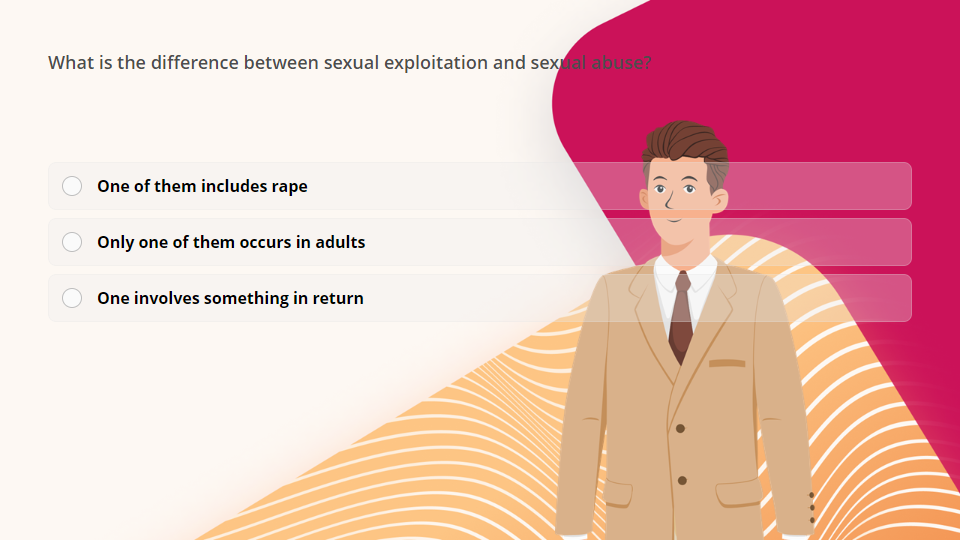 What is the difference between sexual exploitation and sexual abuse?
One of them includes rape
Only one of them occurs in adults
One involves something in return